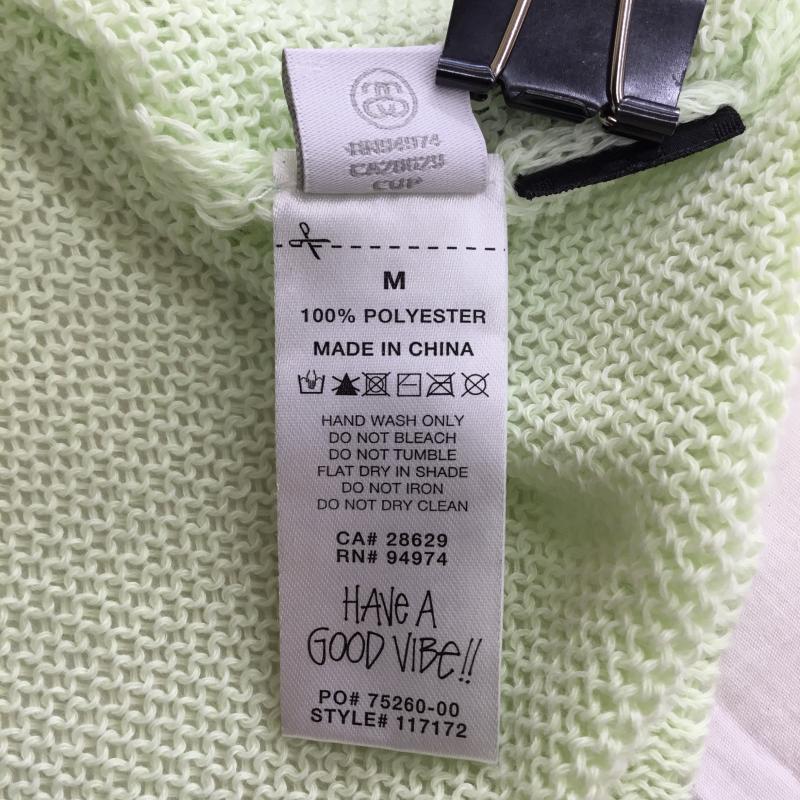 RN94974
CA28629
CUP
M
100% POLYESTER
MADE IN CHINA
HAND WASH ONLY
DO NOT BLEACH
DO NOT TUMBLE
FLAT DRY IN SHADE
DO NOT IRON
DO NOT DRY CLEAN
CA# 28629
RN# 94974
HAVE A
GOOD VIBE!!
PO# 75260-00
STYLE# 117172